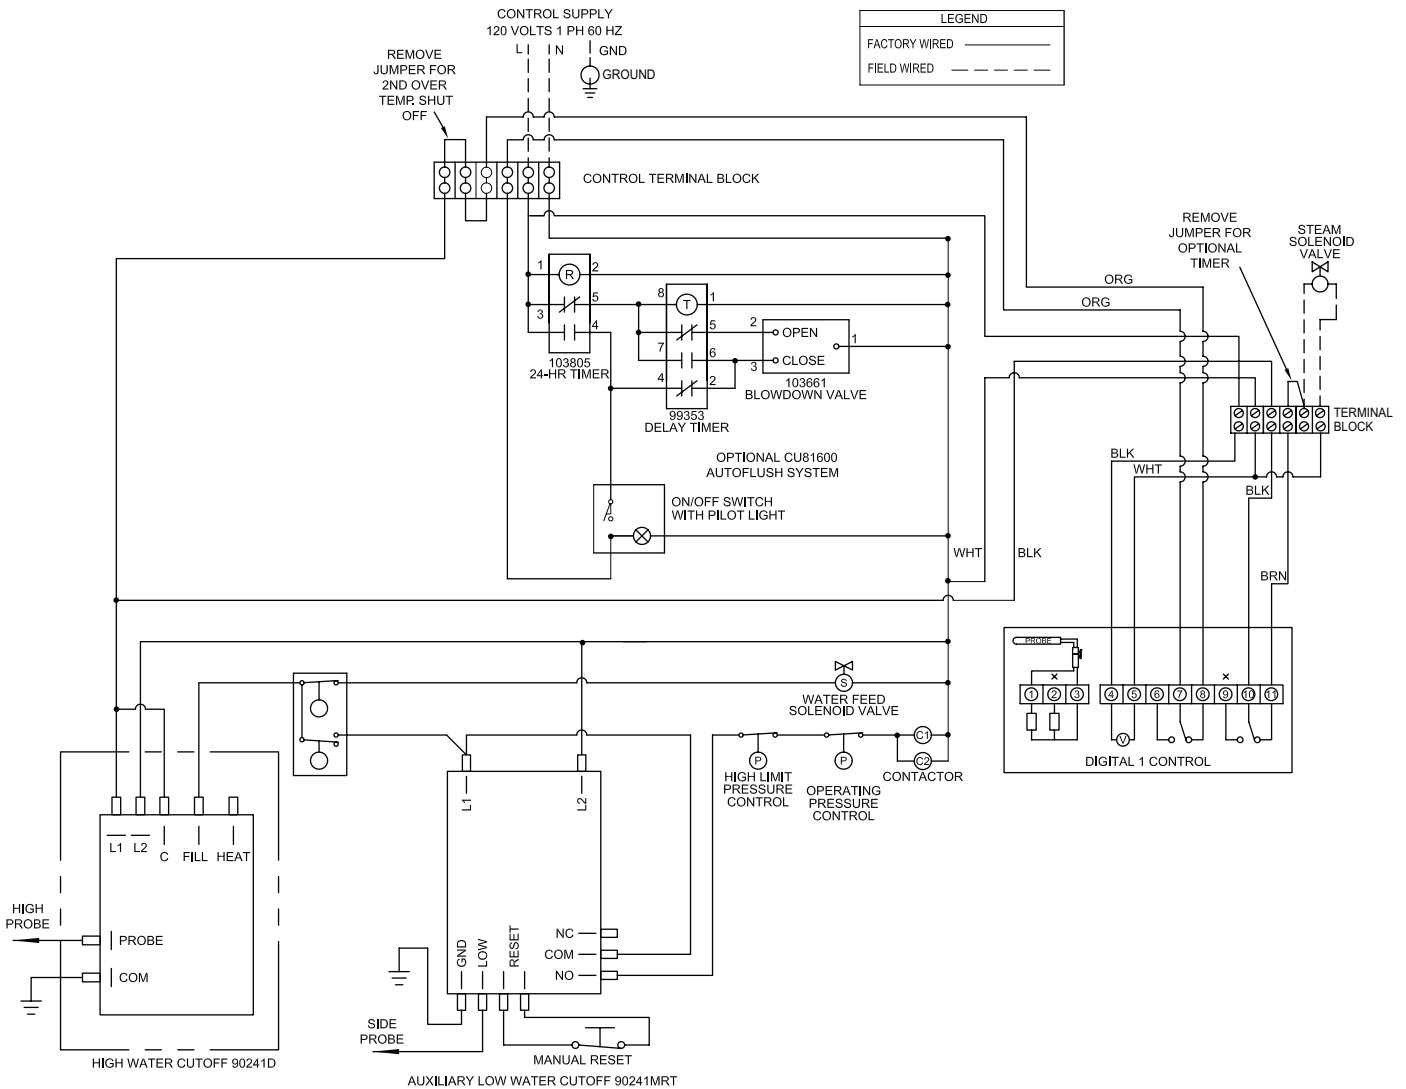 CONTROL SUPPLY
120 VOLTS 1 PH 60 HZ
L N GND
GROUND
LEGEND
FACTORY WIRED
FIELD WIRED
REMOVE
JUMPER FOR
2ND OVER
TEMP. SHUT
OFF
CONTROL TERMINAL BLOCK
REMOVE
JUMPER FOR
OPTIONAL
TIMER
STEAM
SOLENOID
VALVE
ORG
ORG
1 R 2
3 5
4
103805
24-HR TIMER
8 T 1
5
7 6
4 2
99353
DELAY TIMER
2 OPEN
1
3 CLOSE
103661
BLOWDOWN VALVE
TERMINAL
BLOCK
OPTIONAL CU81600
AUTOFLUSH SYSTEM
BLK
WHT
BLK
ON/OFF SWITCH
WITH PILOT LIGHT
WHT
BLK
BRN
PROBE
1 2 3 4 5 6 7 8 9 10 11
V
DIGITAL 1 CONTROL
S
WATER FEED
SOLENOID VALVE
P
HIGH LIMIT
PRESSURE
CONTROL
P
OPERATING
PRESSURE
CONTROL
C1
C2
CONTACTOR
L1 L2 C FILL HEAT
HIGH
PROBE
PROBE
COM
HIGH WATER CUTOFF 90241D
L1
L2
GND
LOW
RESET
NC
COM
NO
SIDE
PROBE
MANUAL RESET
AUXILIARY LOW WATER CUTOFF 90241MRT